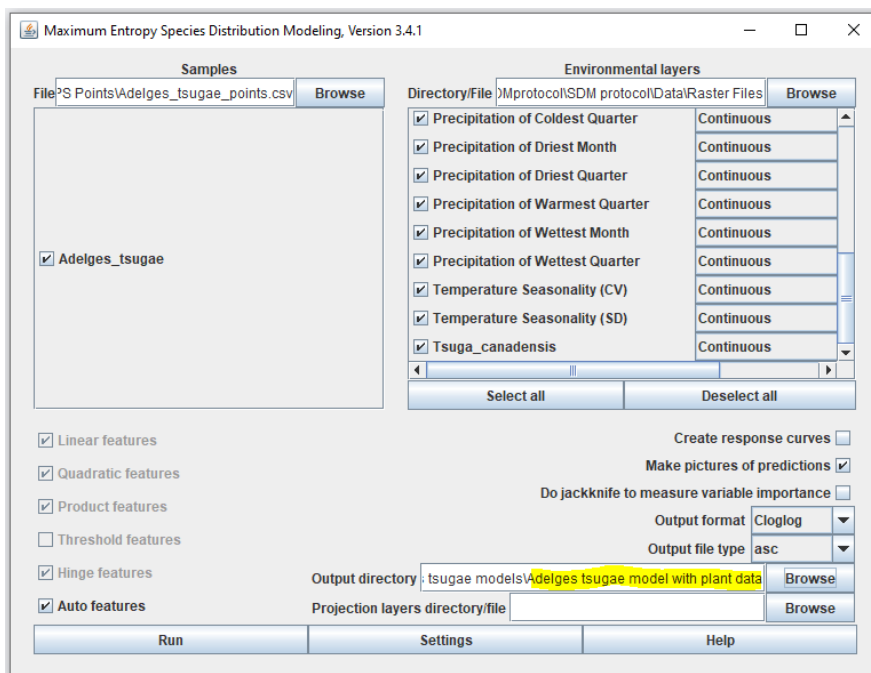 Maximum Entropy Species Distribution Modeling, Version 3.4.1
Samples
File PS Points\Adelges_tsugae_points.csv Browse
Adelges_tsugae
Environmental layers
Directory/File Mprotocol\SDM protocol\Data\Raster Files Browse
Precipitation of Coldest Quarter Continuous
Precipitation of Driest Month Continuous
Precipitation of Driest Quarter Continuous
Precipitation of Warmest Quarter Continuous
Precipitation of Wettest Month Continuous
Precipitation of Wettest Quarter Continuous
Temperature Seasonality (CV) Continuous
Temperature Seasonality (SD) Continuous
Tsuga_canadensis Continuous
Select all Deselect all
Linear features
Quadratic features
Product features
Threshold features
Hinge features
Auto features
Create response curves
Make pictures of predictions
Do jackknife to measure variable importance
Output format Cloglog
Output file type asc
Output directory tsugae models\Adelges tsugae model with plant data Browse
Projection layers directory/file Browse
Run Settings Help